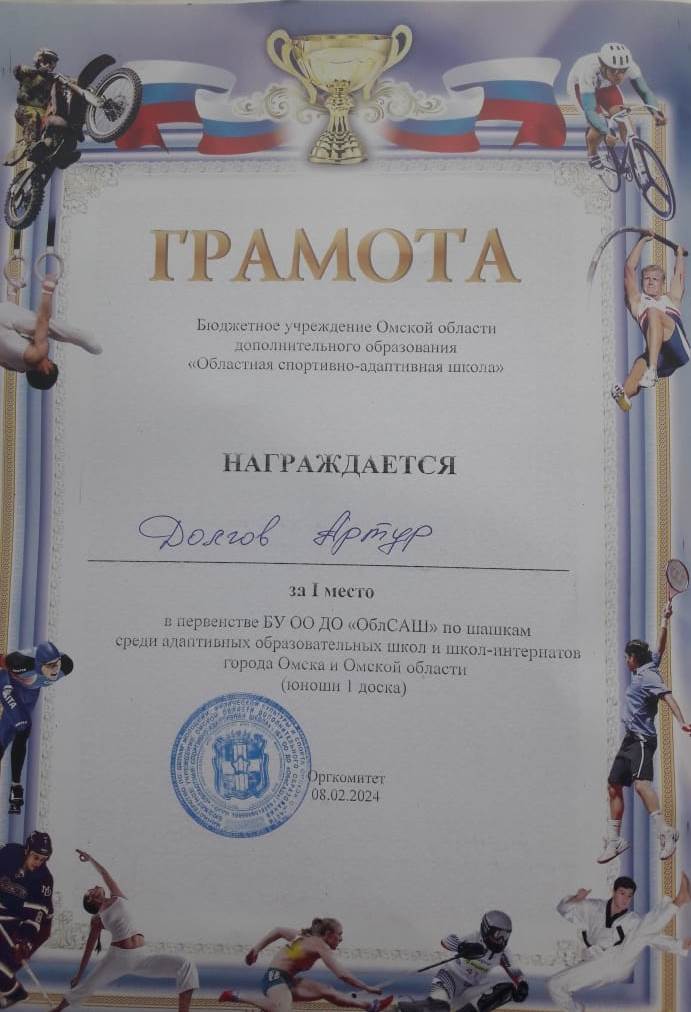 ГРАМОТА
Бюджетное учреждение Омской области
дополнительного образования
«Областная спортивно-адаптивная школа»
НАГРАЖДАЕТСЯ
Долгов Артур
за I место
в первенстве БУ ОО ДО «ОблСАШ» по шашкам
среди адаптивных образовательных школ и школ-интернатов
города Омска и Омской области
(юноши 1 доска)
Оргкомитет
08.02.2024